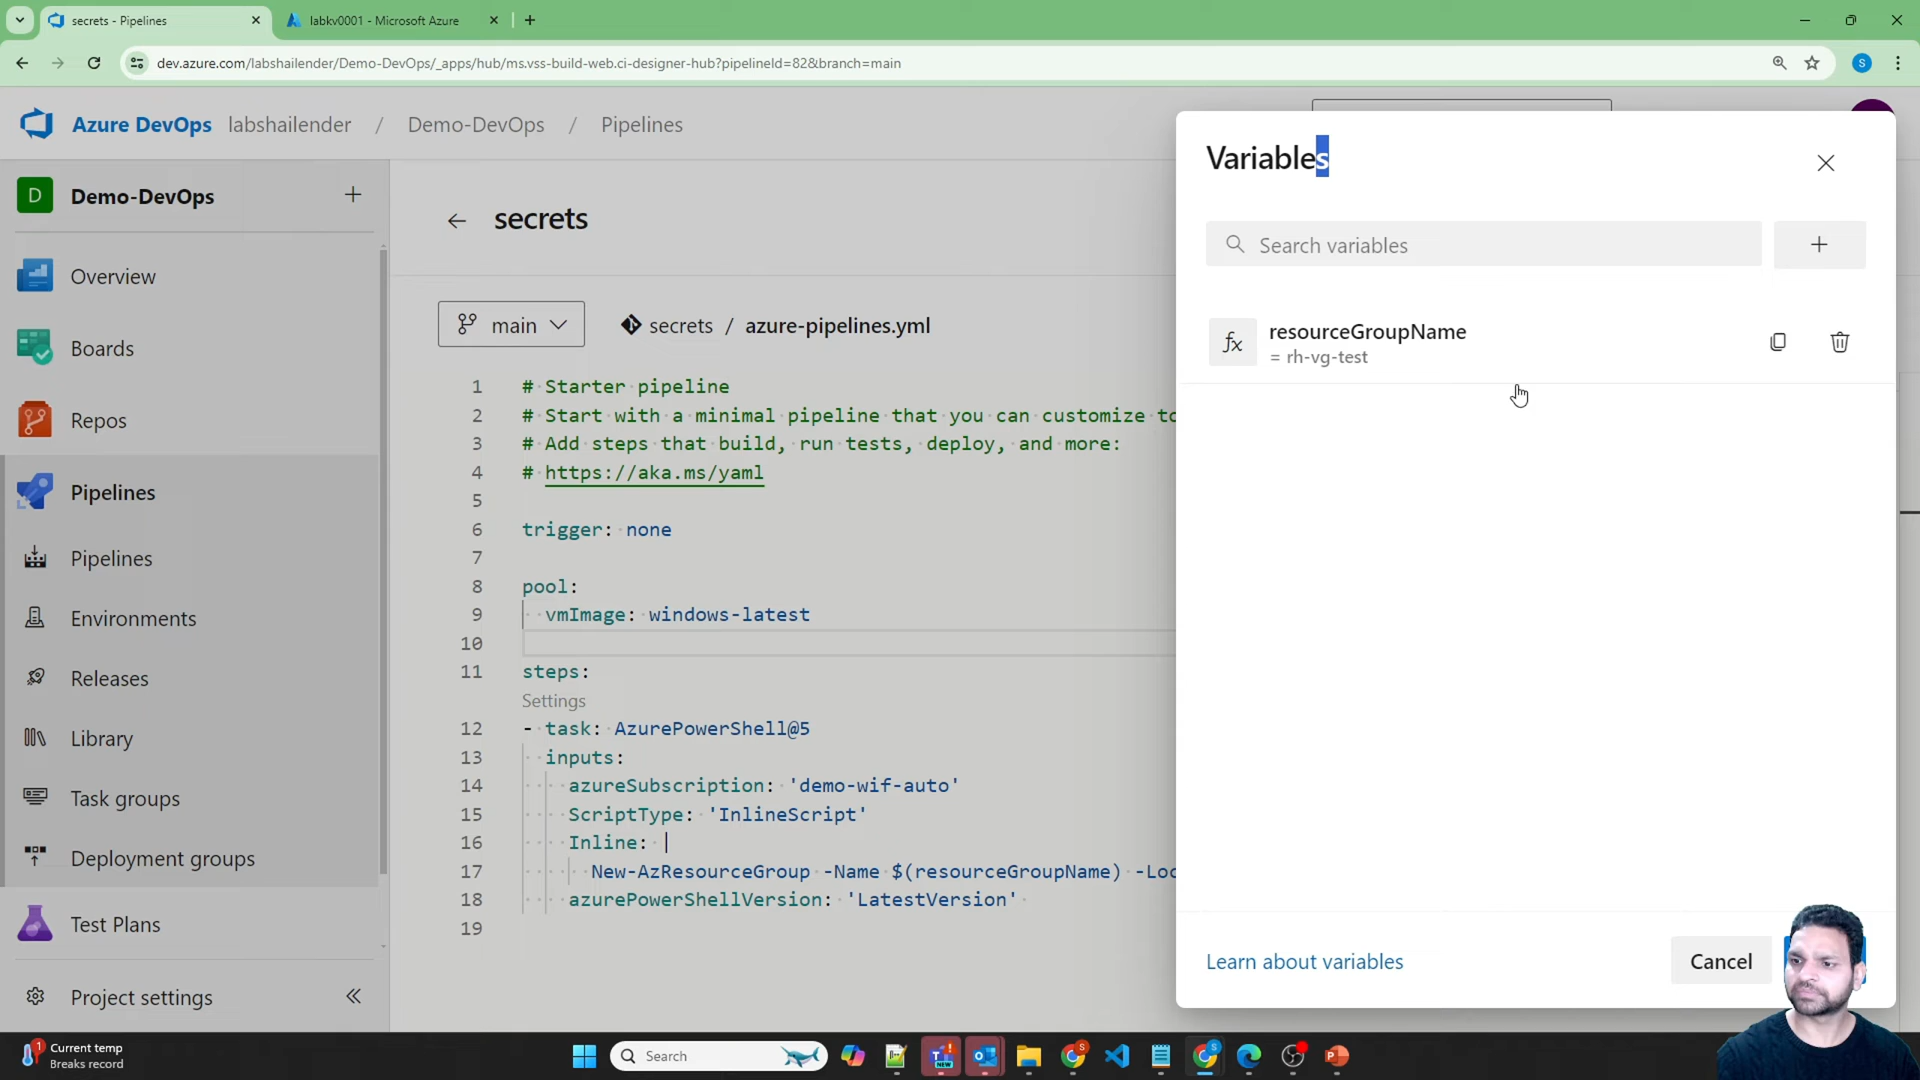 secrets - Pipelines
labkv0001 - Microsoft Azure
dev.azure.com/labshailender/Demo-DevOps/_apps/hub/ms.vss-build-web.ci-designer-hub?pipelineId=82&branch=main
S
Azure DevOps labshailender / Demo-DevOps / Pipelines
D Demo-DevOps
Overview
Boards
Repos
Pipelines
Pipelines
Environments
Releases
Library
Task groups
Deployment groups
Test Plans
Project settings
secrets
main
secrets / azure-pipelines.yml
1 # Starter pipeline
2 # Start with a minimal pipeline that you can customize to
3 # Add steps that build, run tests, deploy, and more:
4 # https://aka.ms/yaml
5
6 trigger: none
7
8 pool:
9 vmImage: windows-latest
10
11 steps:
Settings
12 - task: AzurePowerShell@5
13 inputs:
14 azureSubscription: 'demo-wif-auto'
15 ScriptType: 'InlineScript'
16 Inline: |
17 New-AzResourceGroup -Name $(resourceGroupName) -Loc
18 azurePowerShellVersion: 'LatestVersion'
19
Variables
Search variables
fx resourceGroupName
= rh-vg-test
Learn about variables
Cancel
1 Current temp
Breaks record
Search
NEW